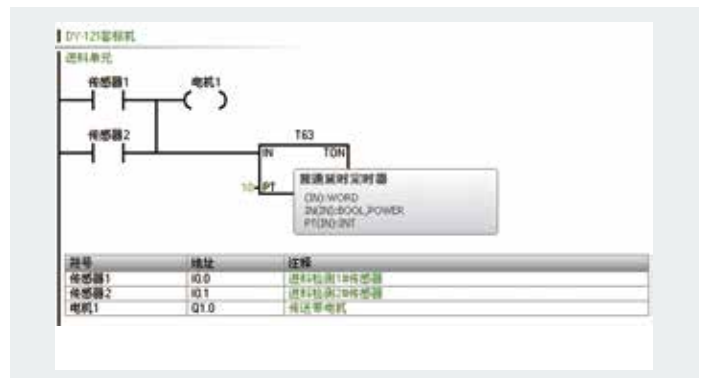 DY-121套标机
进料单元
传感器1 电机1
传感器2
T63
IN TON
10 PT
接通延时定时器
(IN):WORD
IN(IN):BOOL,POWER
PT(IN):INT
符号 地址 注释
传感器1 I0.0 进料检测1#传感器
传感器2 I0.1 进料检测2#传感器
电机1 Q1.0 传送带电机